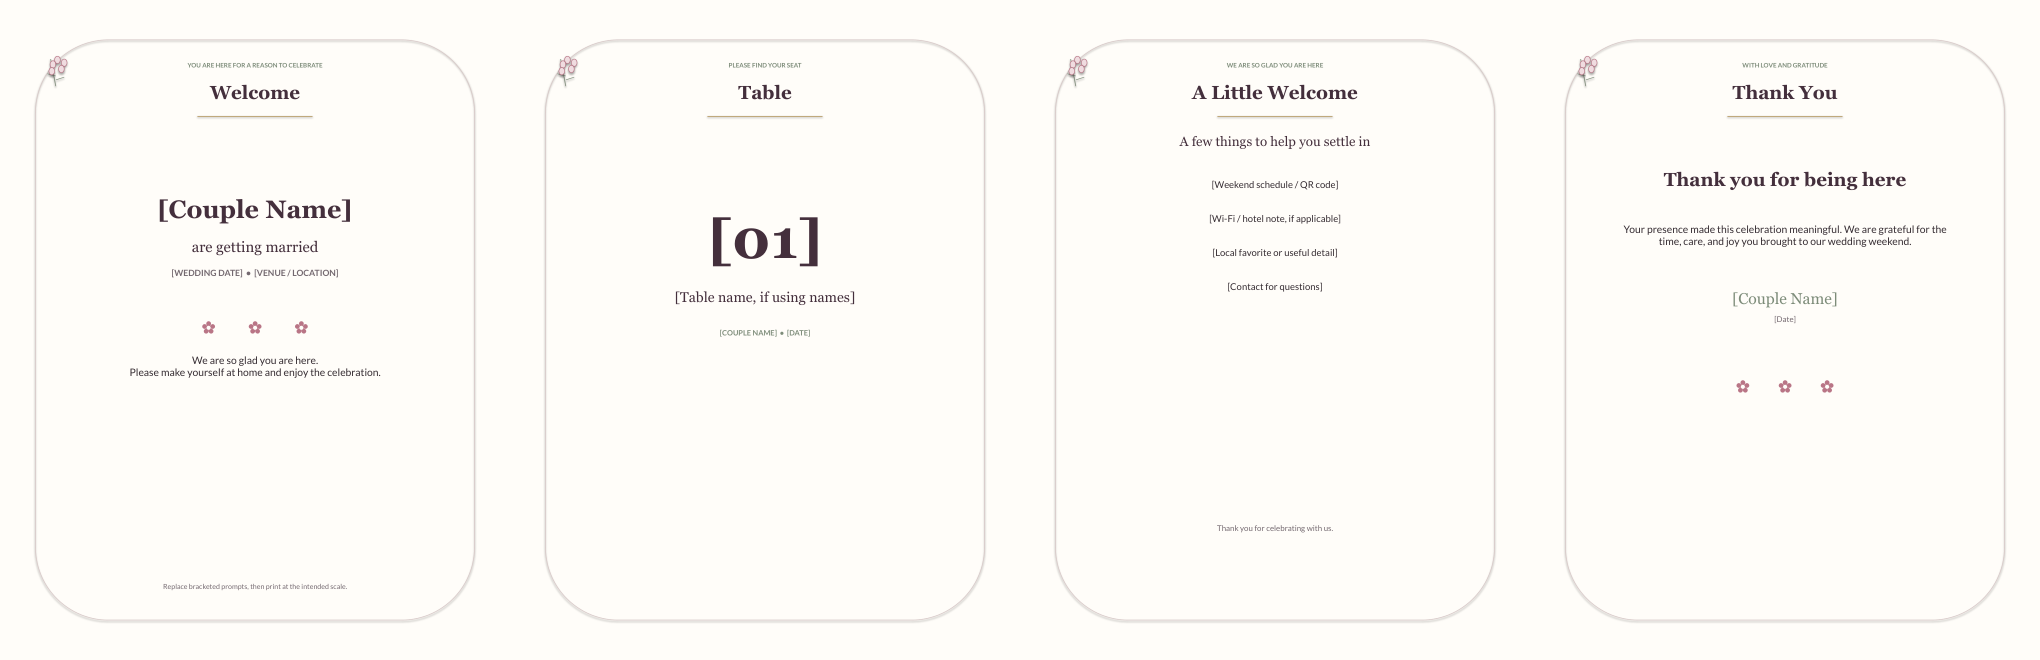 YOU ARE HERE FOR A REASON TO CELEBRATE
Welcome
[Couple Name]
are getting married
[WEDDING DATE] • [VENUE / LOCATION]
We are so glad you are here.
Please make yourself at home and enjoy the celebration.
Replace bracketed prompts, then print at the intended scale.
PLEASE FIND YOUR SEAT
Table
[01]
[Table name, if using names]
[COUPLE NAME] • [DATE]
WE ARE SO GLAD YOU ARE HERE
A Little Welcome
A few things to help you settle in
[Weekend schedule / QR code]
[Wi-Fi / hotel note, if applicable]
[Local favorite or useful detail]
[Contact for questions]
Thank you for celebrating with us.
WITH LOVE AND GRATITUDE
Thank You
Thank you for being here
Your presence made this celebration meaningful. We are grateful for the
time, care, and joy you brought to our wedding weekend.
[Couple Name]
[Date]